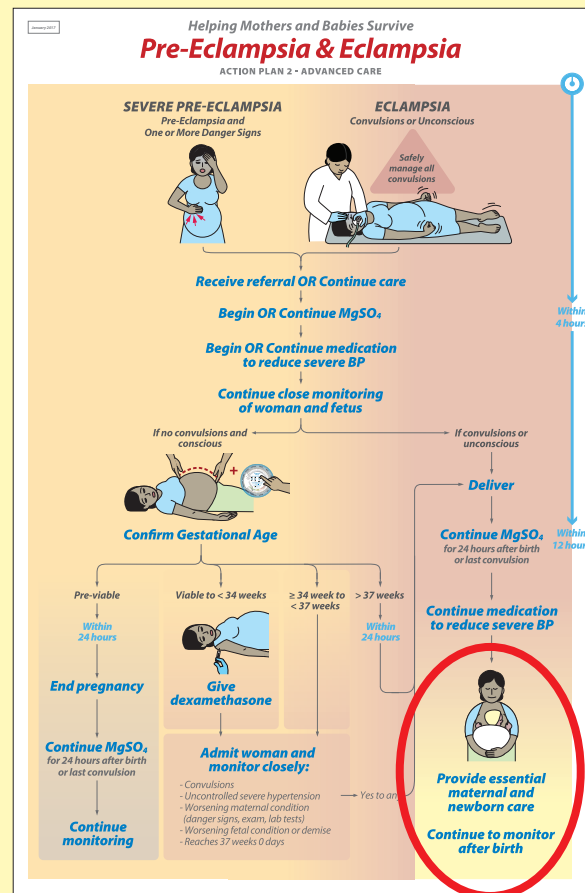 January 2017
Helping Mothers and Babies Survive
Pre-Eclampsia & Eclampsia
ACTION PLAN 2 - ADVANCED CARE
SEVERE PRE-ECLAMPSIA
Pre-Eclampsia and
One or More Danger Signs
ECLAMPSIA
Convulsions or Unconscious
Safely
manage all
convulsions
Receive referral OR Continue care
Begin OR Continue MgSO₄
Within
4 hours
Begin OR Continue medication
to reduce severe BP
Continue close monitoring
of woman and fetus
If no convulsions and
conscious
If convulsions or
unconscious
+
Confirm Gestational Age
Deliver
Continue MgSO₄
for 24 hours after birth
or last convulsion
Within
12 hours
Continue medication
to reduce severe BP
Pre-viable
Within
24 hours
End pregnancy
Continue MgSO₄
for 24 hours after birth
or last convulsion
Continue
monitoring
Viable to < 34 weeks
Give
dexamethasone
≥ 34 week to
< 37 weeks
> 37 weeks
Within
24 hours
Admit woman and
monitor closely:
- Convulsions
- Uncontrolled severe hypertension
- Worsening maternal condition
(danger signs, exam, lab tests)
- Worsening fetal condition or demise
- Reaches 37 weeks 0 days
Yes to any
Provide essential
maternal and
newborn care
Continue to monitor
after birth